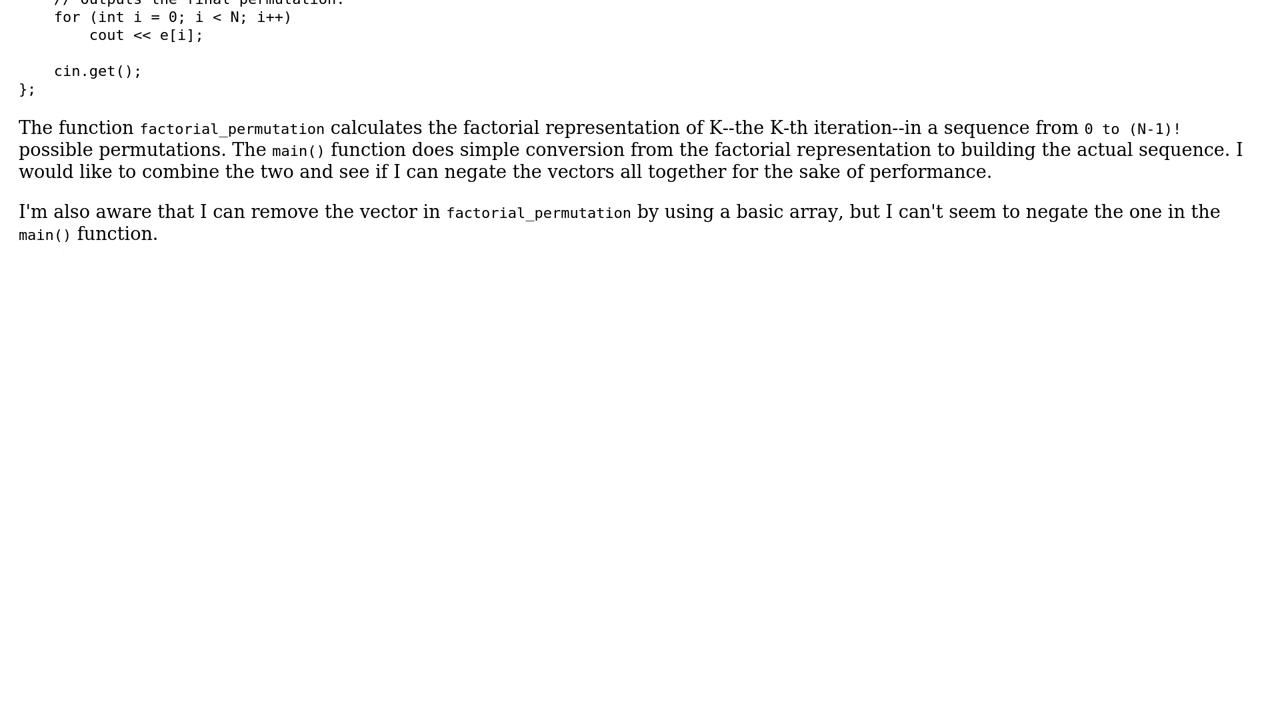 // Outputs the final permutation.
for (int i = 0; i < N; i++)
cout << e[i];
cin.get();
};
The function factorial_permutation calculates the factorial representation of K--the K-th iteration--in a sequence from 0 to (N-1)!
possible permutations. The main() function does simple conversion from the factorial representation to building the actual sequence. I
would like to combine the two and see if I can negate the vectors all together for the sake of performance.
I'm also aware that I can remove the vector in factorial_permutation by using a basic array, but I can't seem to negate the one in the
main() function.